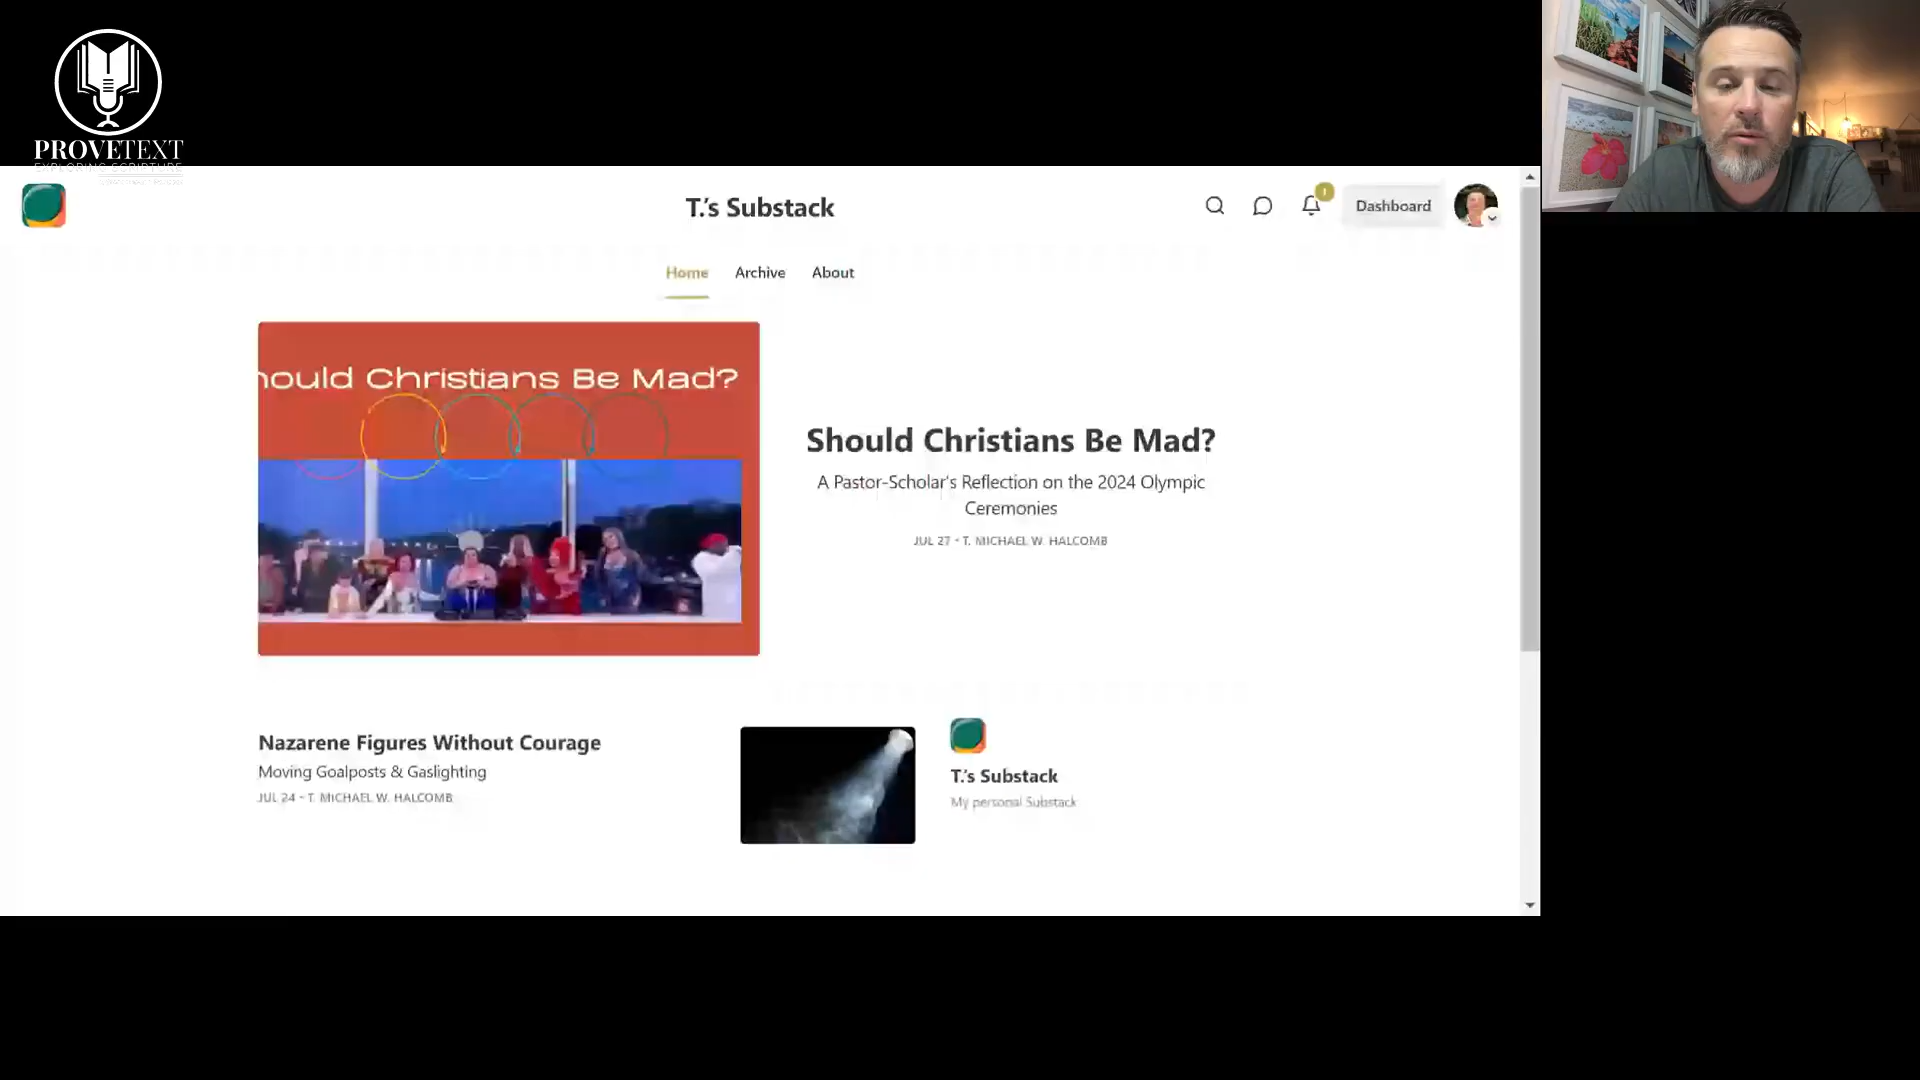 PROVETEXT
EXPLORING SCRIPTURE
T.'s Substack
Dashboard
Home
Archive
About
hould Christians Be Mad?
Should Christians Be Mad?
A Pastor-Scholar's Reflection on the 2024 Olympic
Ceremonies
JUL 27 • T. MICHAEL W. HALCOMB
Nazarene Figures Without Courage
Moving Goalposts & Gaslighting
JUL 24 • T. MICHAEL W. HALCOMB
T.'s Substack
My personal Substack